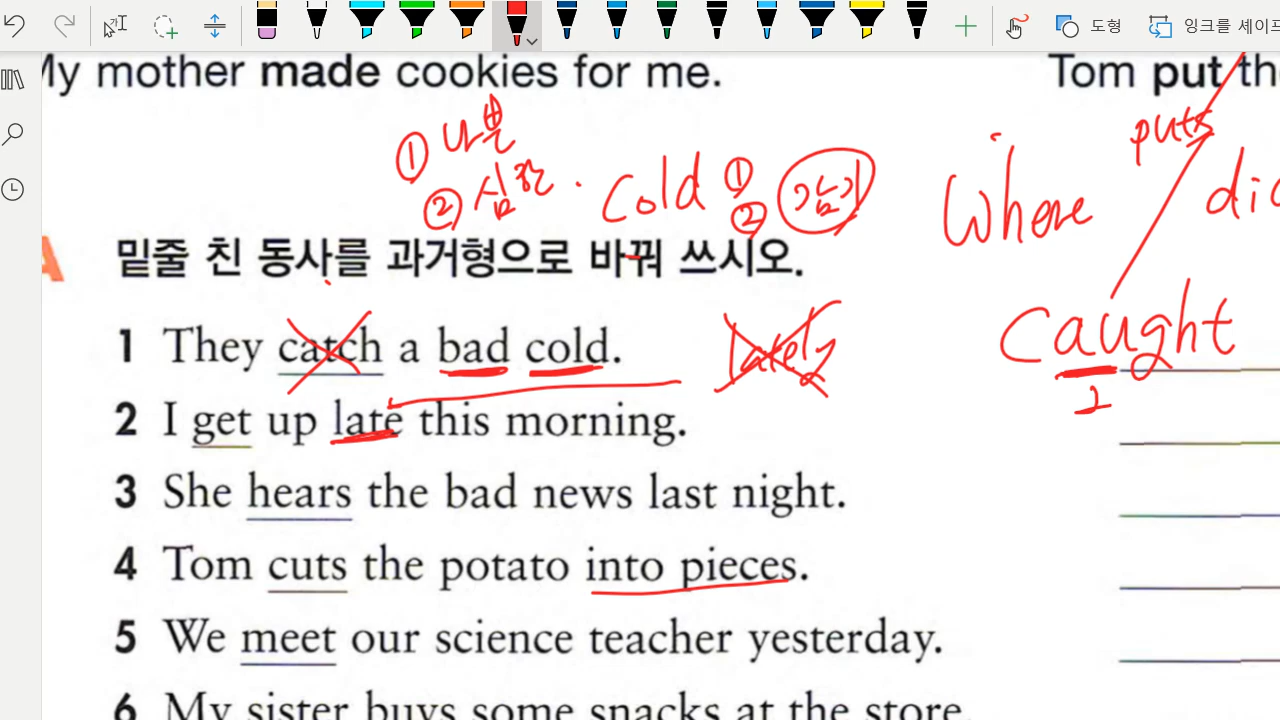 도형
잉크를 셰이프
My mother made cookies for me.
Tom put the
① 나쁜
② 심한
cold ① ② 감기
puts
Where did
A 밑줄 친 동사를 과거형으로 바꿔 쓰시오.
1 They catch a bad cold.
lately
caught
2
2 I get up late this morning.
3 She hears the bad news last night.
4 Tom cuts the potato into pieces.
5 We meet our science teacher yesterday.
6 My sister buys some snacks at the store.